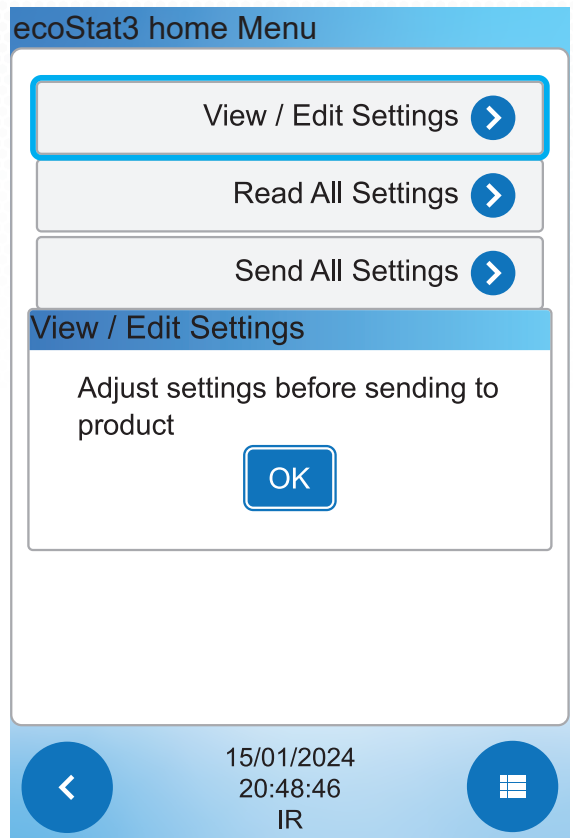 ecoStat3 home Menu
View / Edit Settings
Read All Settings
Send All Settings
View / Edit Settings
Adjust settings before sending to
product
OK
15/01/2024
20:48:46
IR